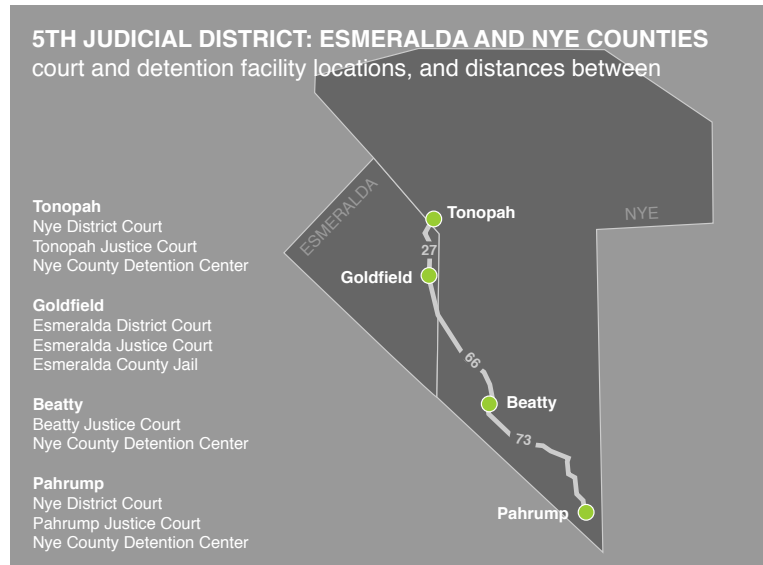 5TH JUDICIAL DISTRICT: ESMERALDA AND NYE COUNTIES
court and detention facility locations, and distances between
Tonopah
Nye District Court
Tonopah Justice Court
Nye County Detention Center
Goldfield
Esmeralda District Court
Esmeralda Justice Court
Esmeralda County Jail
Beatty
Beatty Justice Court
Nye County Detention Center
Pahrump
Nye District Court
Pahrump Justice Court
Nye County Detention Center
ESMERALDA
NYE
Tonopah
27
Goldfield
66
Beatty
73
Pahrump